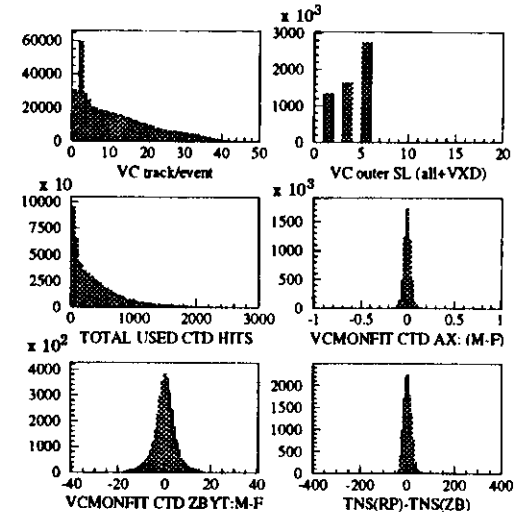 x 10³
60000
40000
20000
0
0 10 20 30 40 50
VC track/event
3000
2000
1000
0
0 5 10 15 20
VC outer SL (all+VXD)
x 10
10000
7500
5000
2500
0
0 1000 2000 3000
TOTAL USED CTD HITS
x 10³
1500
1000
500
0
-1 -0.5 0 0.5 1
VCMONFIT CTD AX: (M-F)
x 10²
4000
3000
2000
1000
0
-40 -20 0 20 40
VCMONFIT CTD ZBYT:M-F
2000
1500
1000
500
0
-400 -200 0 200 400
TNS(RP)-TNS(ZB)